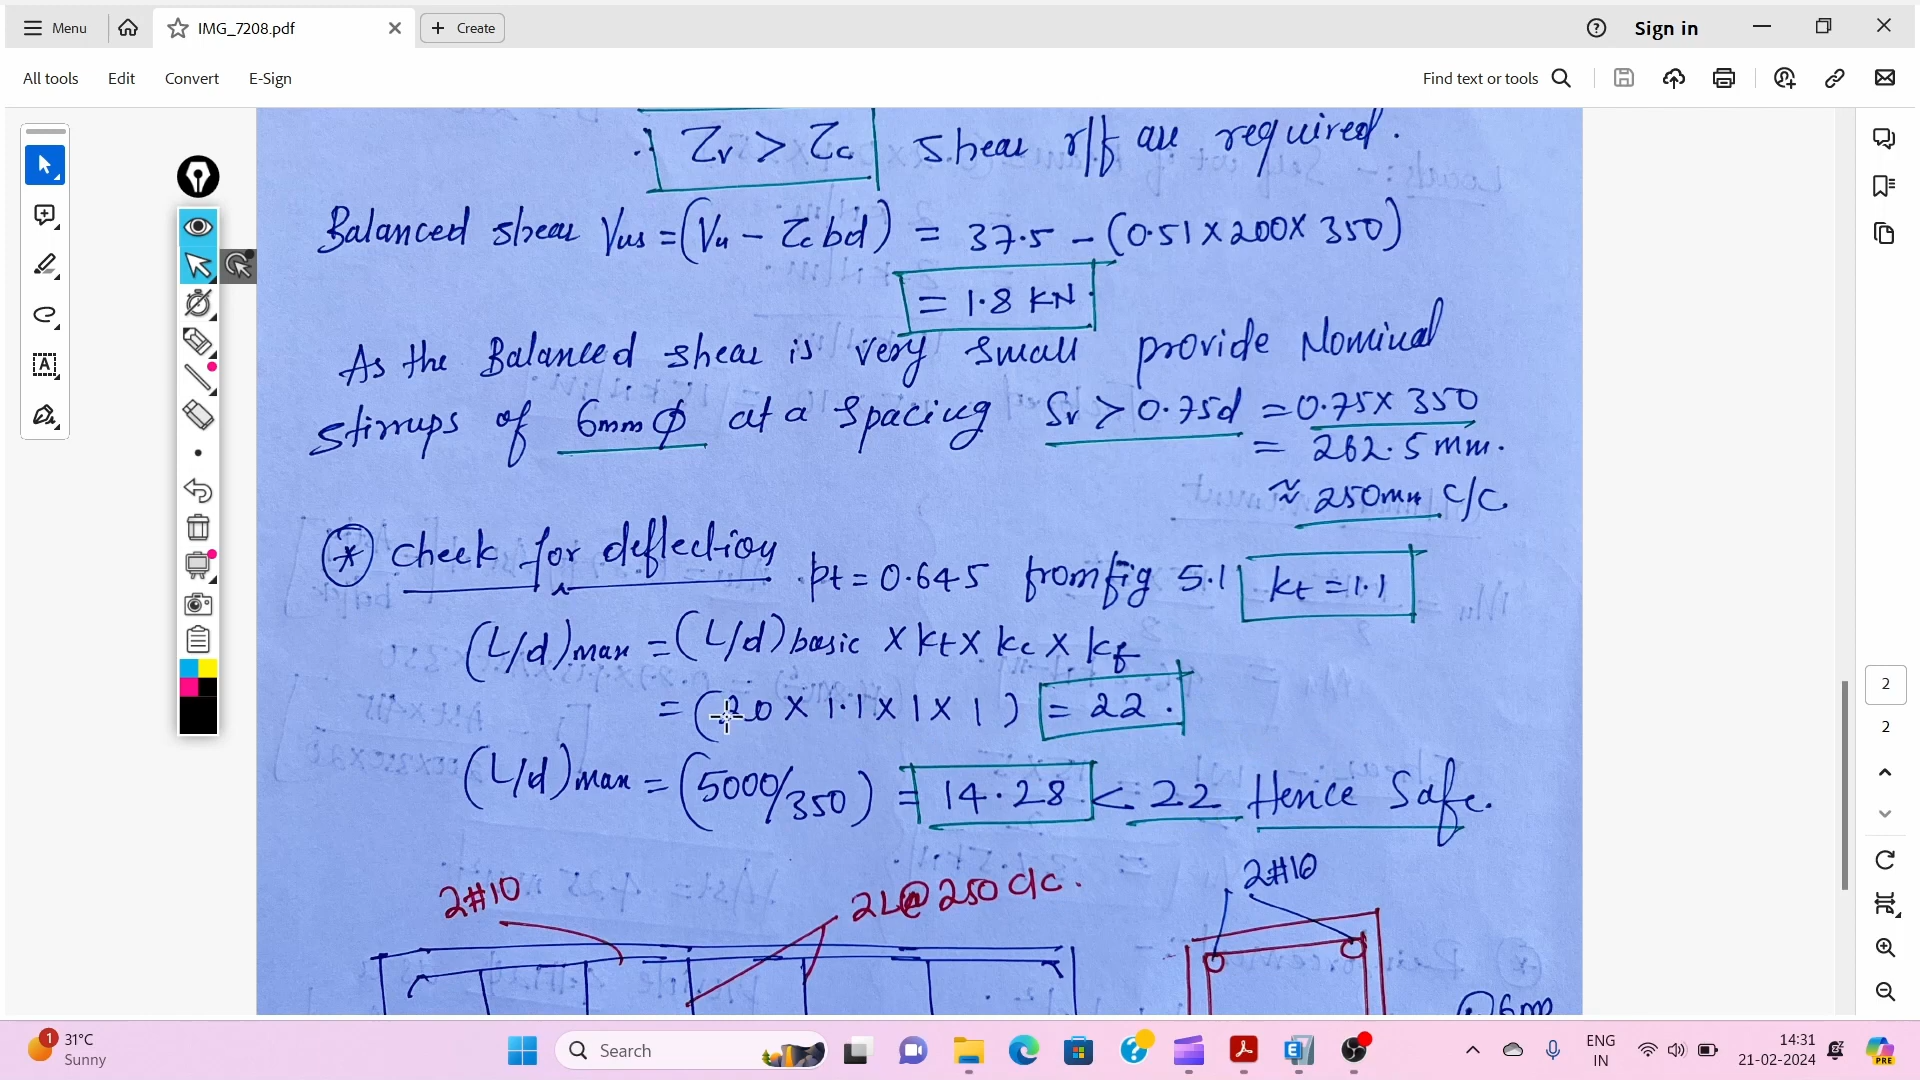 Menu
IMG_7208.pdf
Create
Sign in
All tools Edit Convert E-Sign
Find text or tools
∴ τv > τc shear r/f are required.
Balanced shear Vus = (Vu − τc bd) = 37.5 − (0.51 × 200 × 350)
= 1.8 KN
As the Balanced shear is very small provide Nominal
stirrups of 6mm ϕ at a spacing Sv > 0.75d = 0.75 × 350
= 262.5 mm.
≈ 250mm c/c.
* Check for deflection
pt = 0.645 from fig 5.1 kt = 1.1
(L/d)max = (L/d)basic × kt × kc × kf
= (20 × 1.1 × 1 × 1) = 22.
(L/d)max = (5000/350) = 14.28 < 22 Hence Safe.
2#10
2L@250 c/c.
2#10
2
2
1
31°C
Sunny
Search
ENG
IN
14:31
21-02-2024
PRE